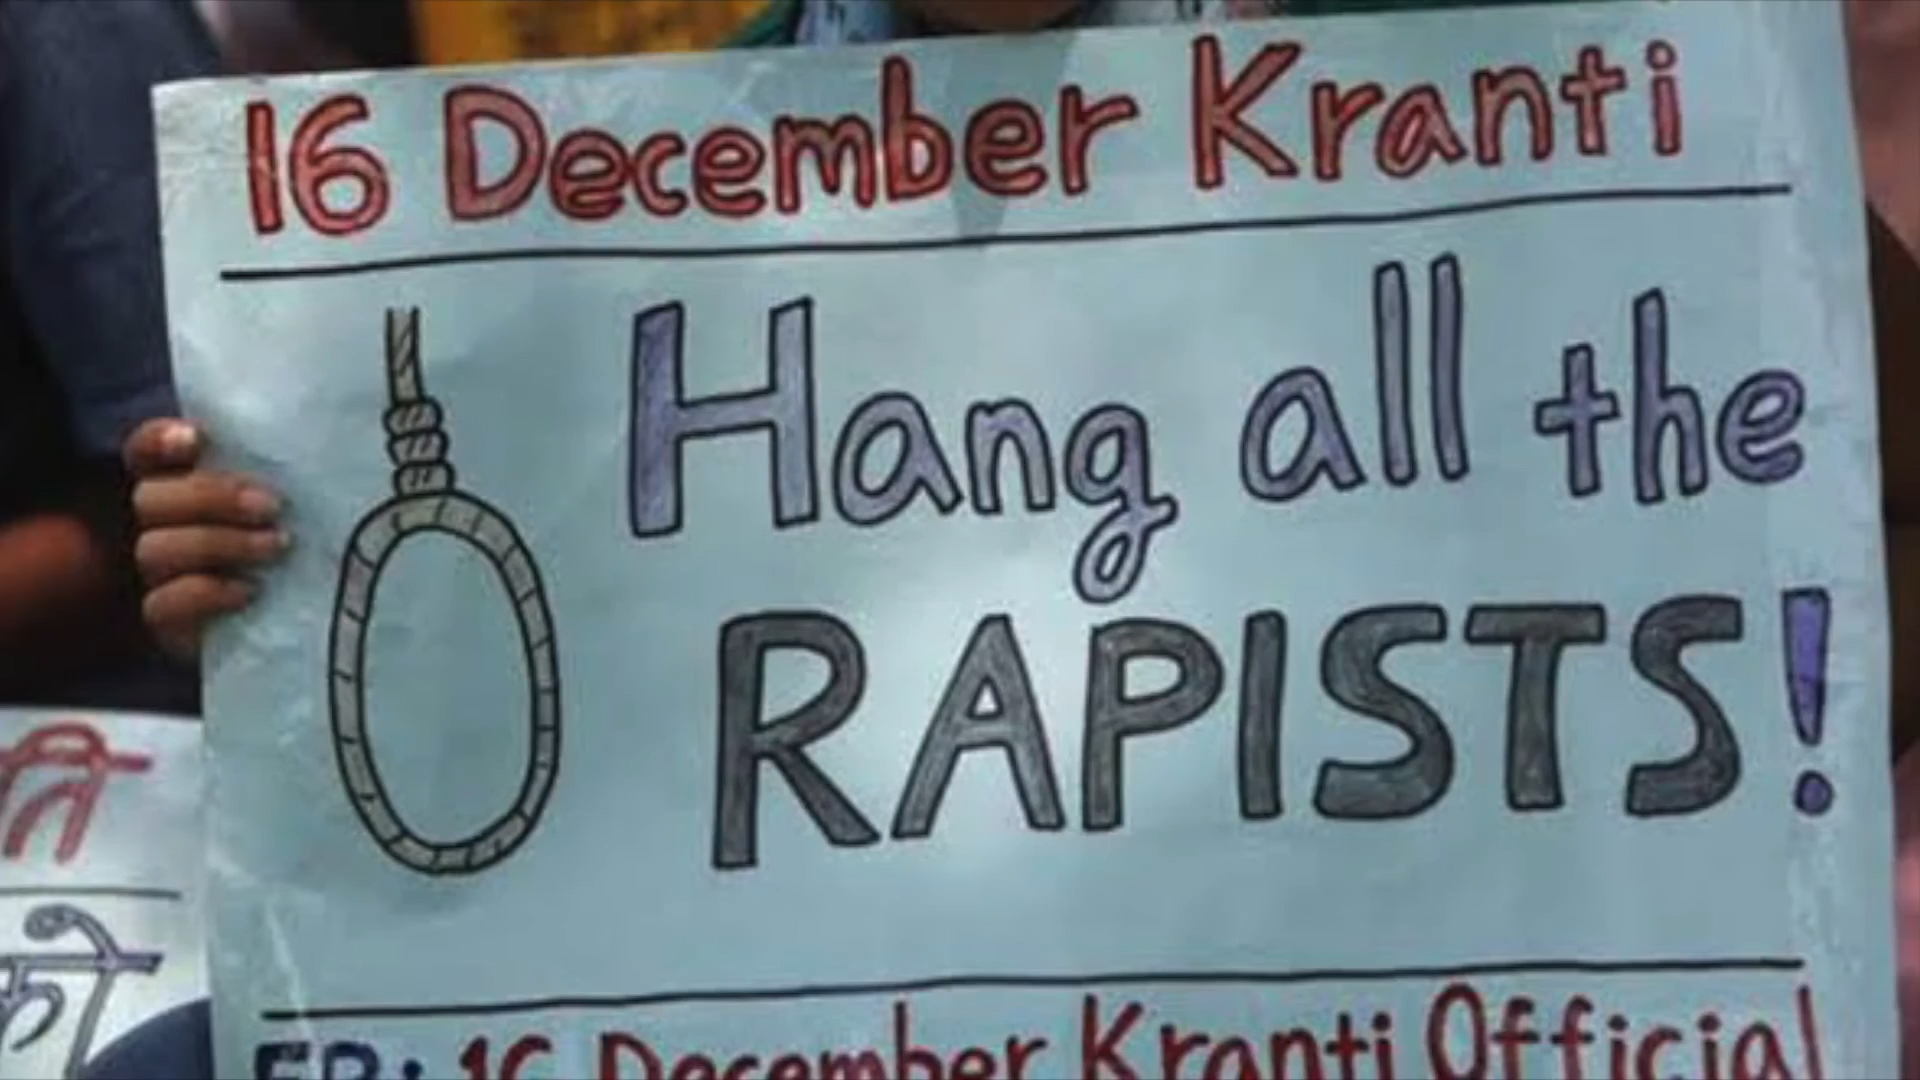 16 December Kranti
Hang all the
RAPISTS!
FB: 16 December Kranti Official
ति
को